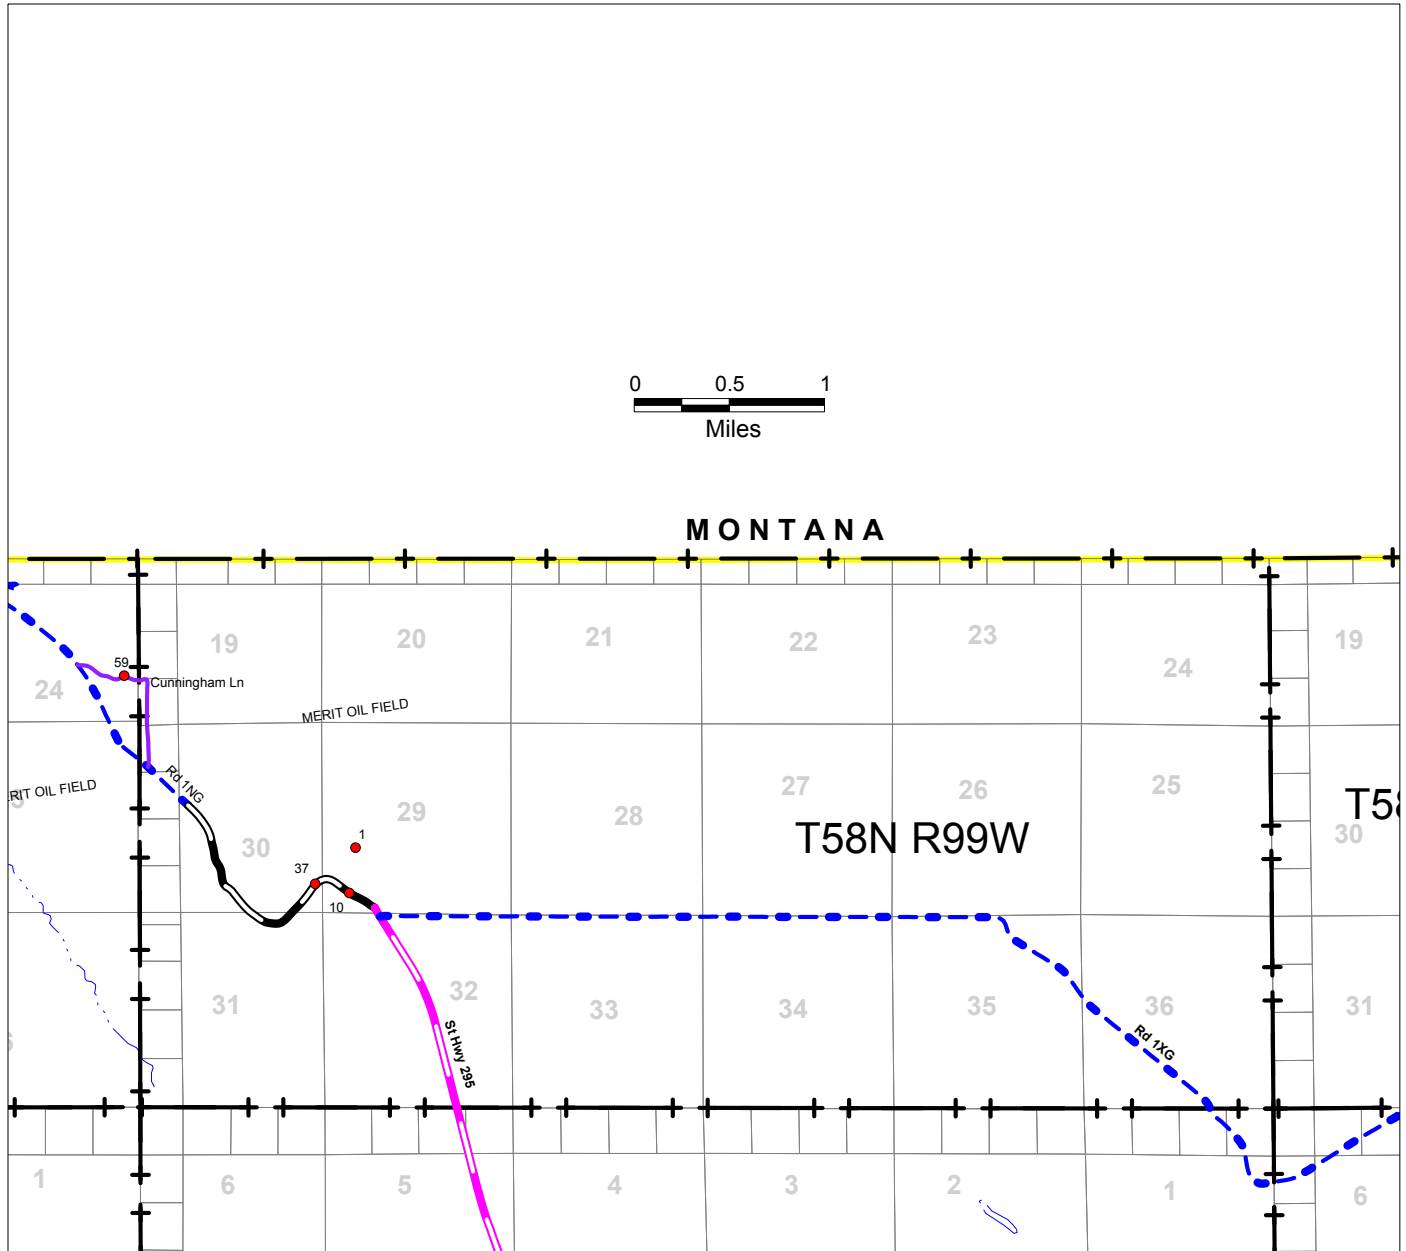 0 0.5 1
Miles
MONTANA
19 20 21 22 23 24 19
59
Cunningham Ln
24
MERIT OIL FIELD
Rd 1NG
RIT OIL FIELD
30 29 28 27 26 25 30
T58N R99W
T58
1
37
10
31 32 33 34 35 36 31
St Hwy 295
Rd 1XG
1 6 5 4 3 2 1 6